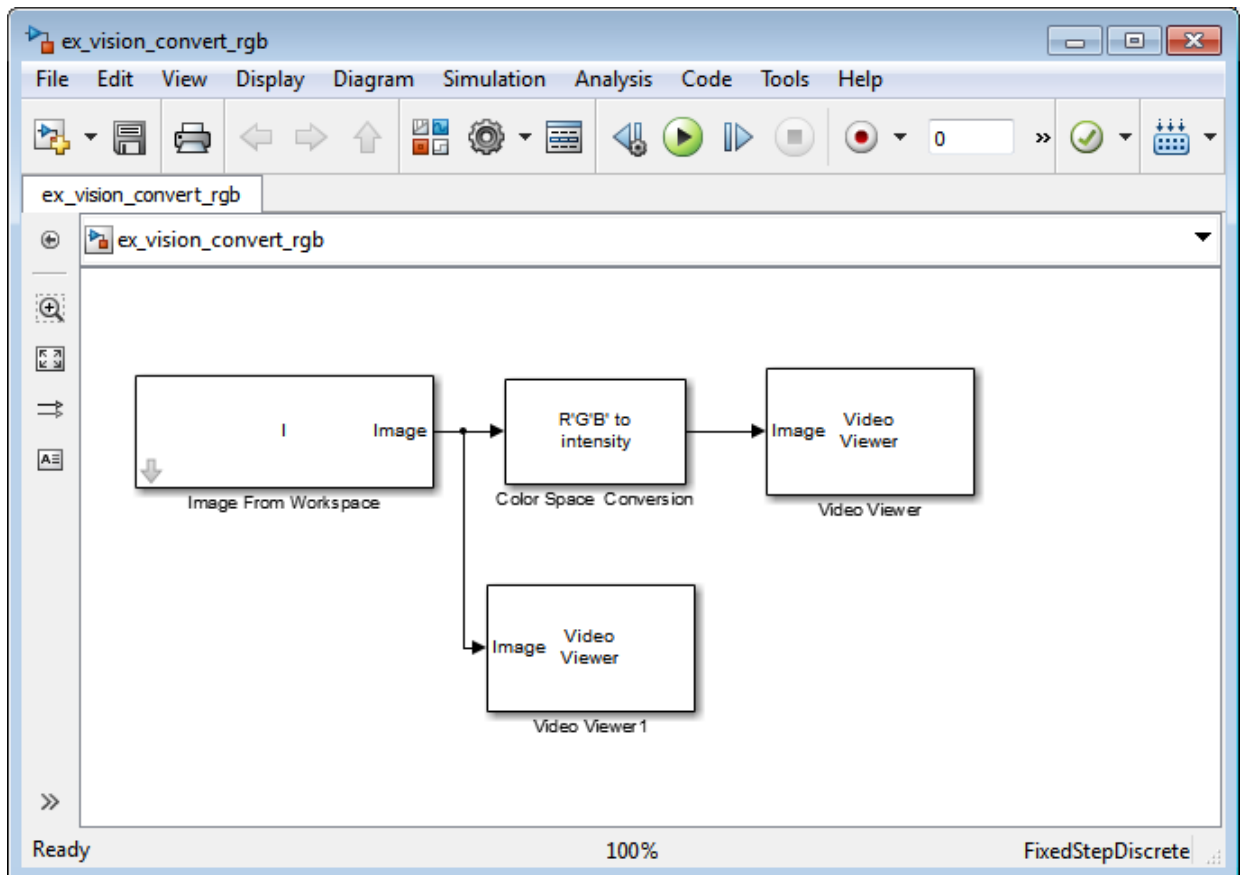 ex_vision_convert_rgb
File Edit View Display Diagram Simulation Analysis Code Tools Help
0 »
ex_vision_convert_rgb
ex_vision_convert_rgb
I Image
Image From Workspace
R'G'B' to
intensity
Color Space Conversion
Image Video
Viewer
Video Viewer
Image Video
Viewer
Video Viewer1
A
»
Ready 100% FixedStepDiscrete